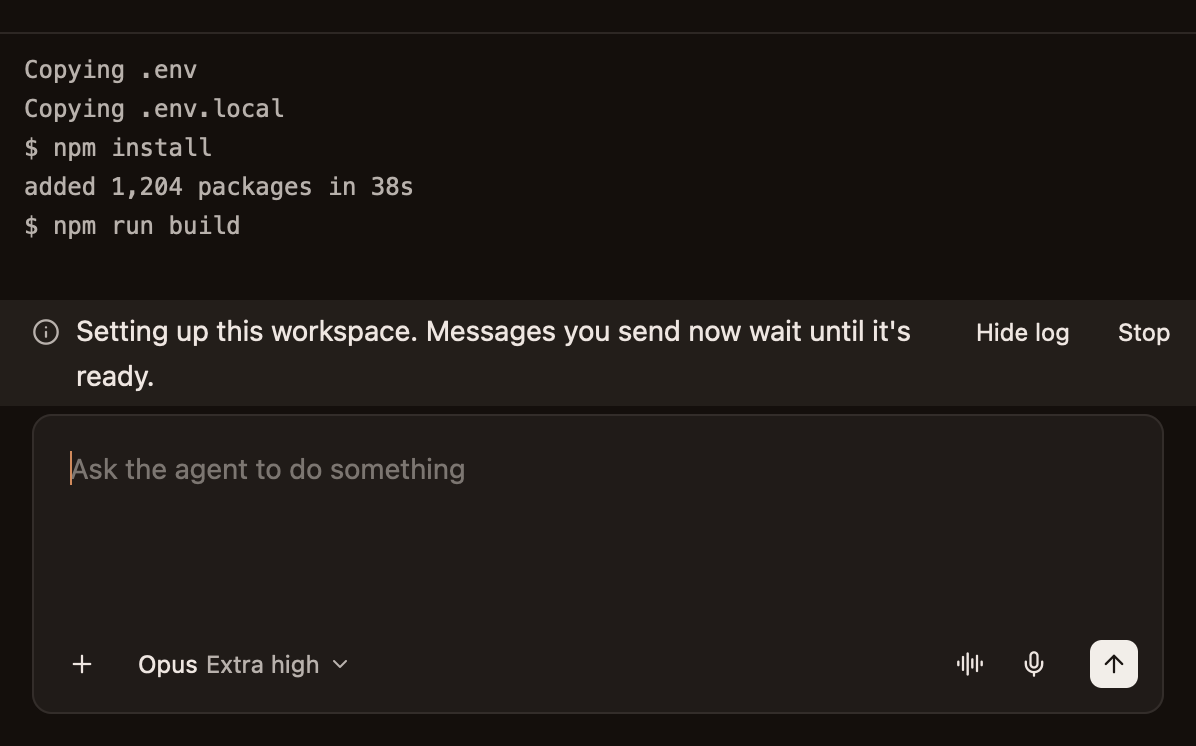 Copying .env
Copying .env.local
$ npm install
added 1,204 packages in 38s
$ npm run build
Setting up this workspace. Messages you send now wait until it's
ready.
Hide log
Stop
Ask the agent to do something
Opus Extra high